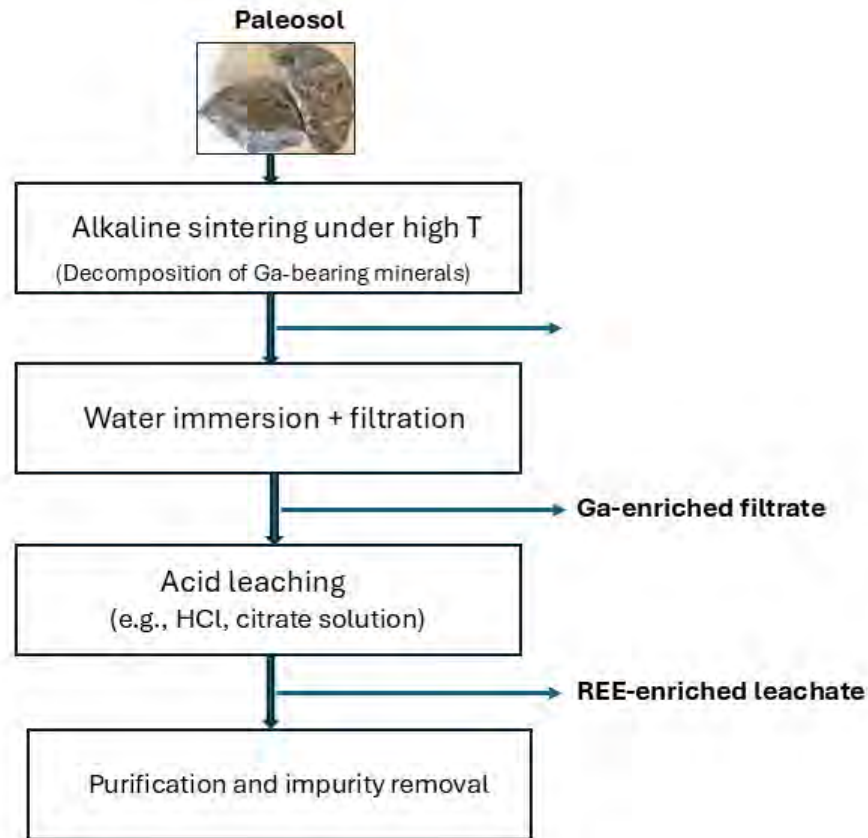 Paleosol
Alkaline sintering under high T
(Decomposition of Ga-bearing minerals)
Water immersion + filtration
Ga-enriched filtrate
Acid leaching
(e.g., HCl, citrate solution)
REE-enriched leachate
Purification and impurity removal